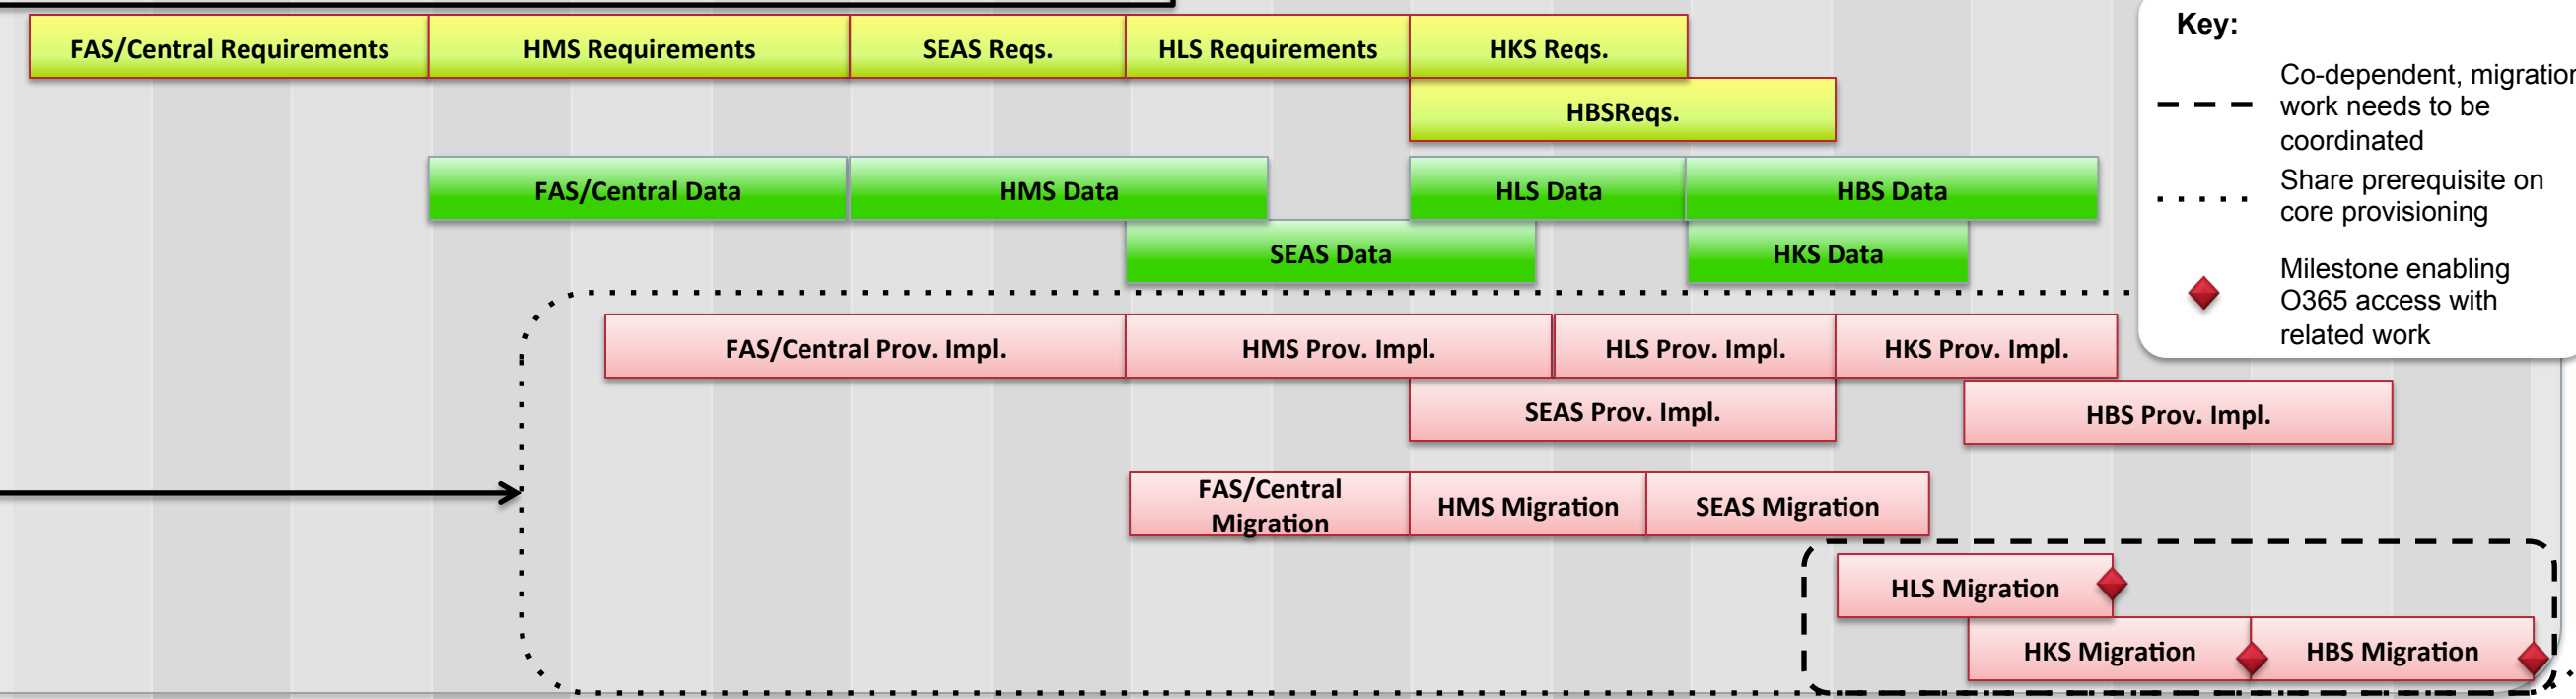 FAS/Central Requirements
HMS Requirements
SEAS Reqs.
HLS Requirements
HKS Reqs.
HBSReqs.
FAS/Central Data
HMS Data
HLS Data
HBS Data
SEAS Data
HKS Data
FAS/Central Prov. Impl.
HMS Prov. Impl.
HLS Prov. Impl.
HKS Prov. Impl.
SEAS Prov. Impl.
HBS Prov. Impl.
FAS/Central
Migration
HMS Migration
SEAS Migration
HLS Migration
HKS Migration
HBS Migration
Key:
Co-dependent, migration
work needs to be
coordinated
Share prerequisite on
core provisioning
Milestone enabling
O365 access with
related work